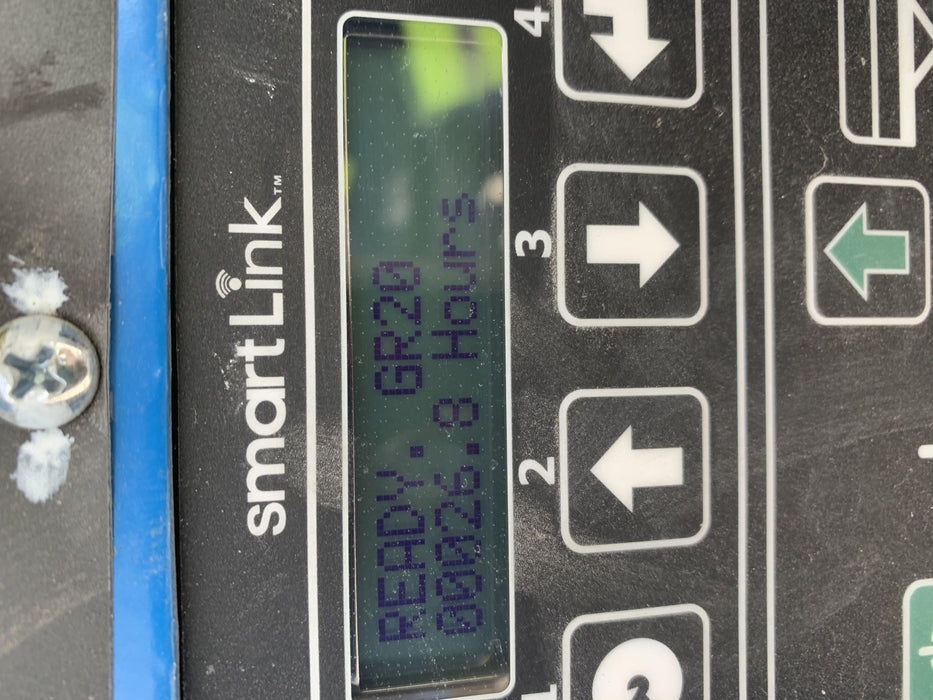 smartLink™
READY. GR20
00026.8 Hours
1 2 3 4
?